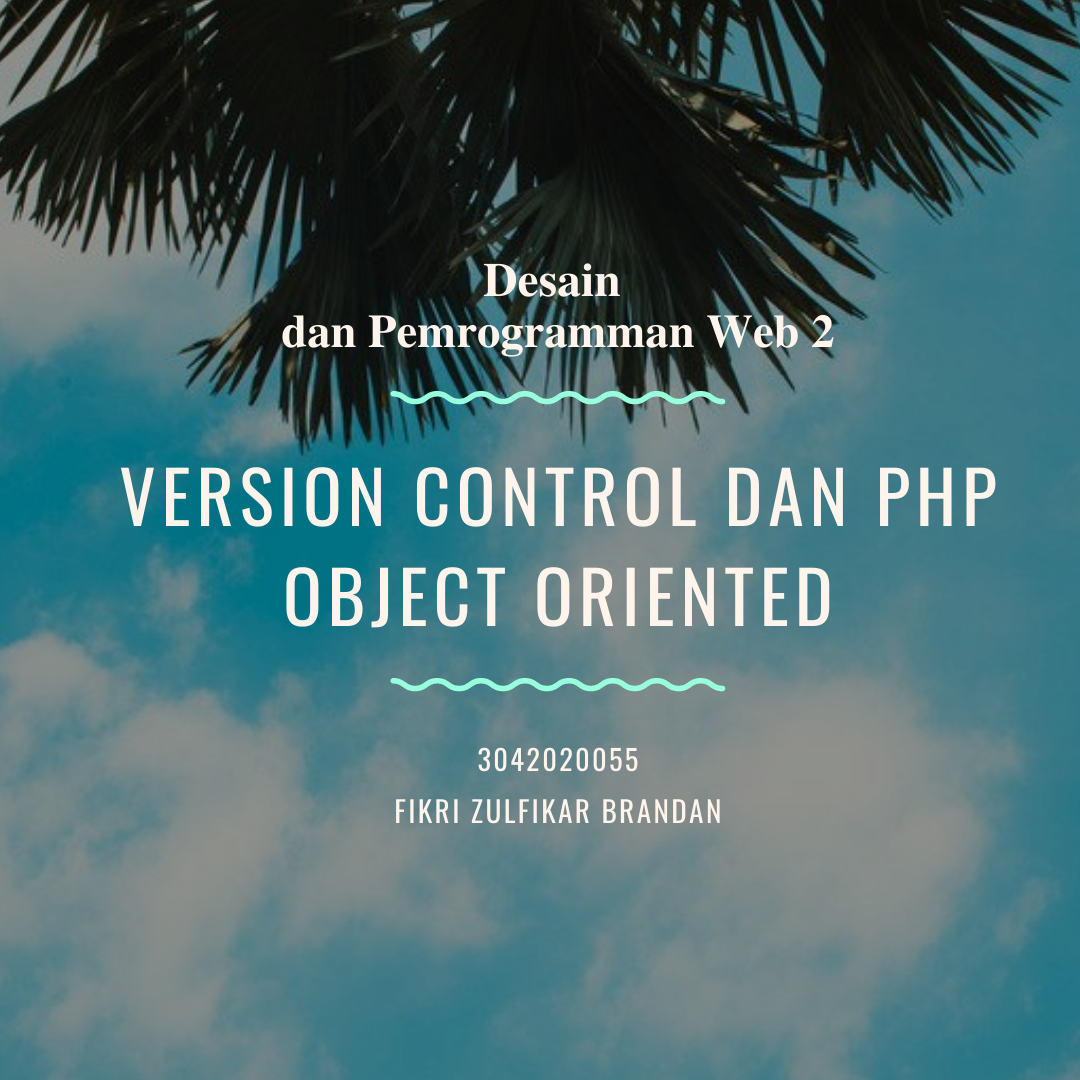 Desain
dan Pemrogramman Web 2
VERSION CONTROL DAN PHP
OBJECT ORIENTED
3042020055
FIKRI ZULFIKAR BRANDAN